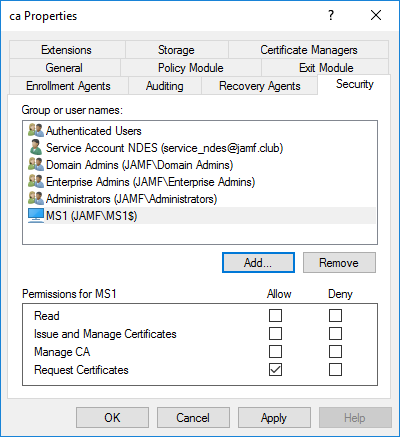 ca Properties
Extensions Storage Certificate Managers
General Policy Module Exit Module
Enrollment Agents Auditing Recovery Agents Security
Group or user names:
Authenticated Users
Service Account NDES (service_ndes@jamf.club)
Domain Admins (JAMF\Domain Admins)
Enterprise Admins (JAMF\Enterprise Admins)
Administrators (JAMF\Administrators)
MS1 (JAMF\MS1$)
Add... Remove
Permissions for MS1 Allow Deny
Read
Issue and Manage Certificates
Manage CA
Request Certificates
OK Cancel Apply Help